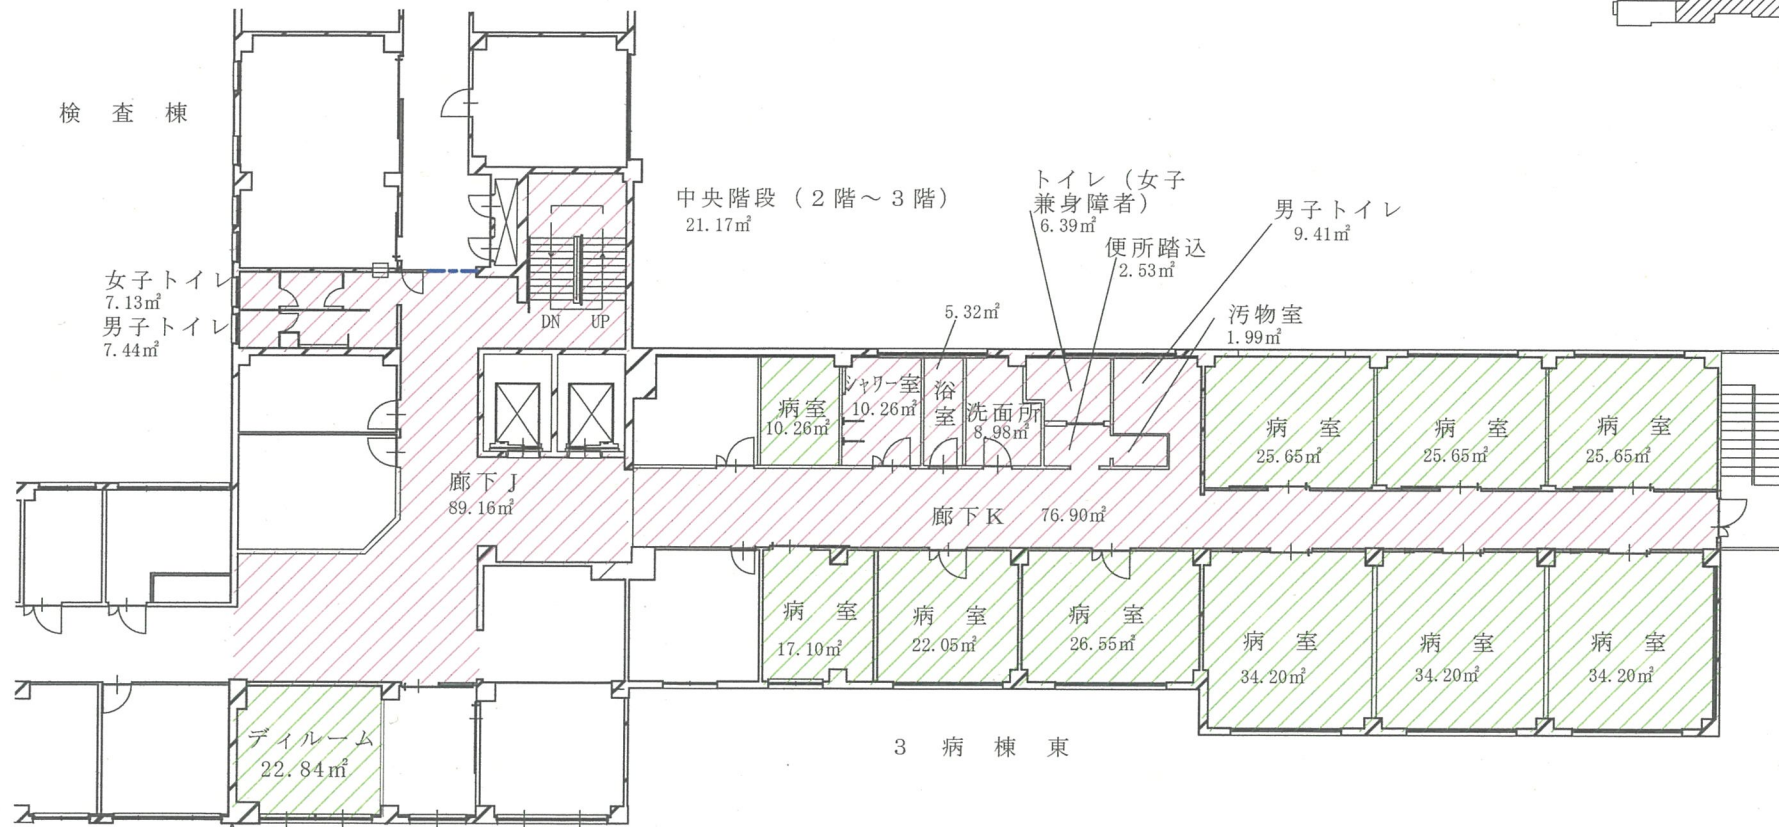 検査棟
中央階段（２階～３階）
21.17㎡
トイレ（女子
兼身障者）
6.39㎡
男子トイレ
9.41㎡
便所踏込
2.53㎡
女子トイレ
7.13㎡
男子トイレ
7.44㎡
DN
UP
5.32㎡
汚物室
1.99㎡
病室
10.26㎡
シャワー室
10.26㎡
浴室
洗面所
8.98㎡
病室
25.65㎡
病室
25.65㎡
病室
25.65㎡
廊下Ｊ
89.16㎡
廊下Ｋ 76.90㎡
病室
17.10㎡
病室
22.05㎡
病室
26.55㎡
病室
34.20㎡
病室
34.20㎡
病室
34.20㎡
ディルーム
22.84㎡
３病棟東